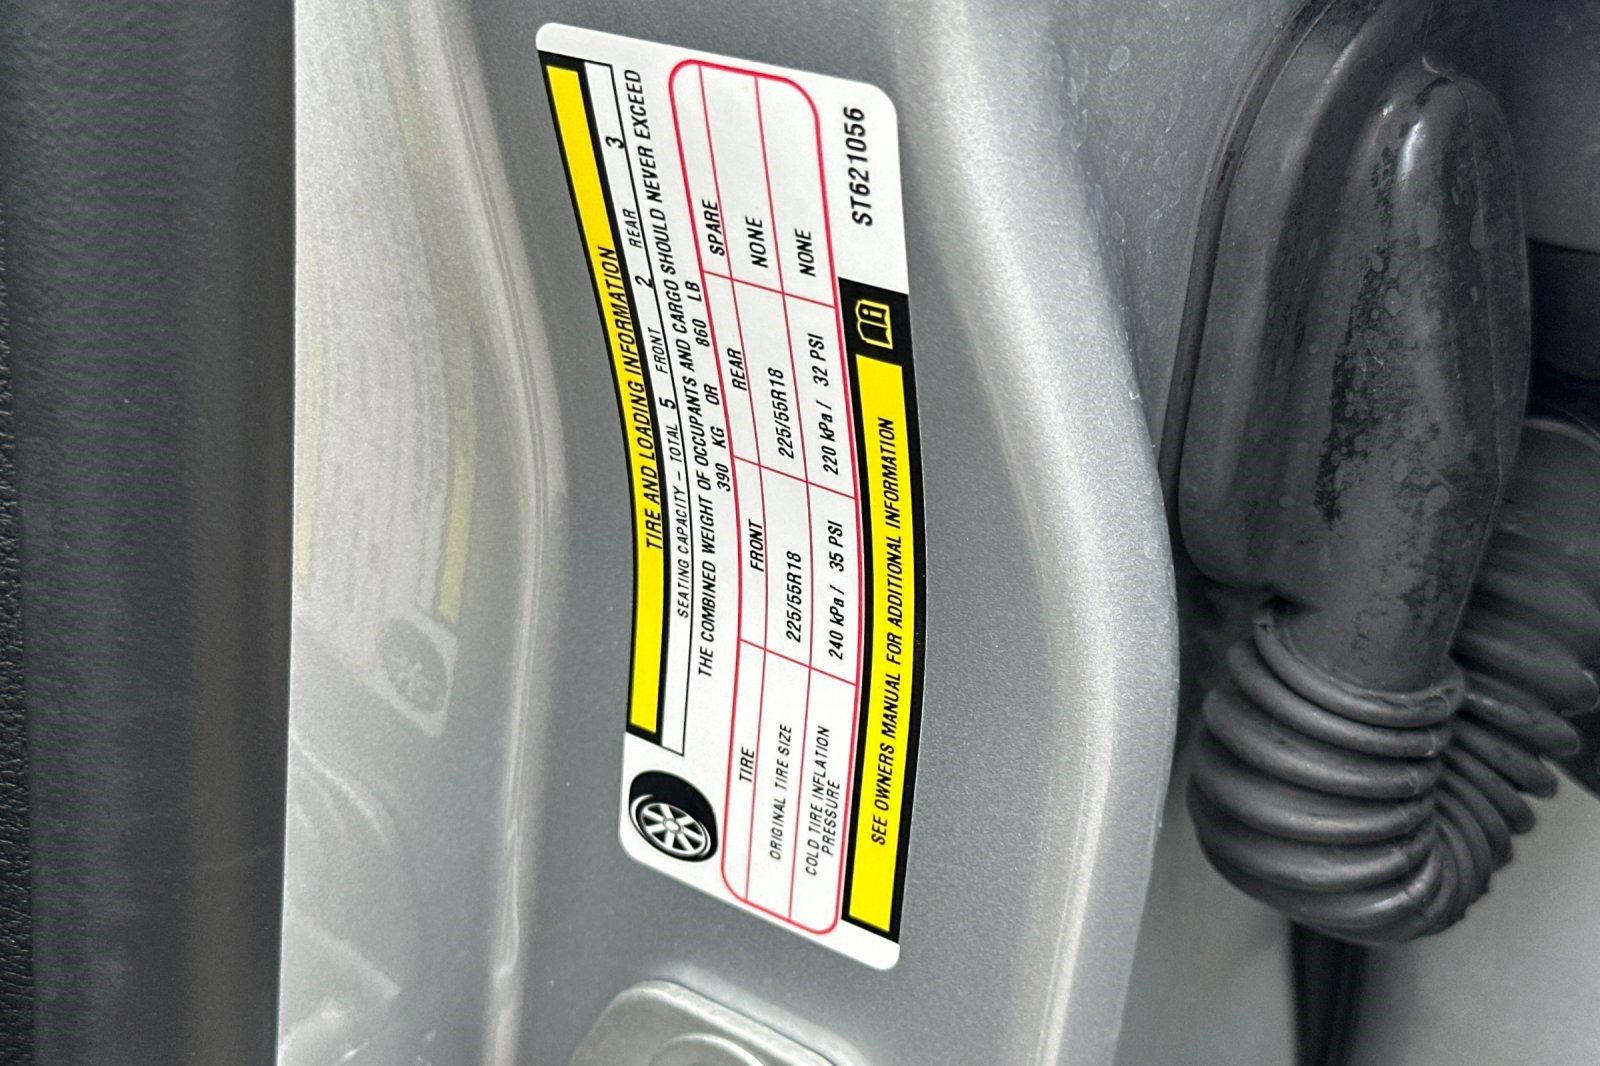 TIRE AND LOADING INFORMATION
SEATING CAPACITY - TOTAL 5 FRONT 2 REAR 3
THE COMBINED WEIGHT OF OCCUPANTS AND CARGO SHOULD NEVER EXCEED
390 KG OR 860 LB
TIRE FRONT REAR SPARE
ORIGINAL TIRE SIZE 225/55R18 225/55R18 NONE
COLD TIRE INFLATION
PRESSURE 240 kPa / 35 PSI 220 kPa / 32 PSI NONE
SEE OWNERS MANUAL FOR ADDITIONAL INFORMATION
ST621056